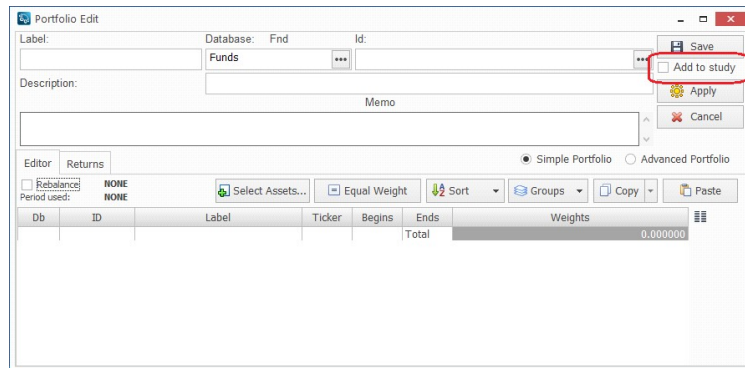 Portfolio Edit
Label: Database: Fnd Id:
Save
Funds
Add to study
Description:
Apply
Memo
Cancel
Editor Returns Simple Portfolio Advanced Portfolio
Rebalance NONE
Period used: NONE
Select Assets... Equal Weight Sort Groups Copy Paste
Db ID Label Ticker Begins Ends Weights
Total 0.000000